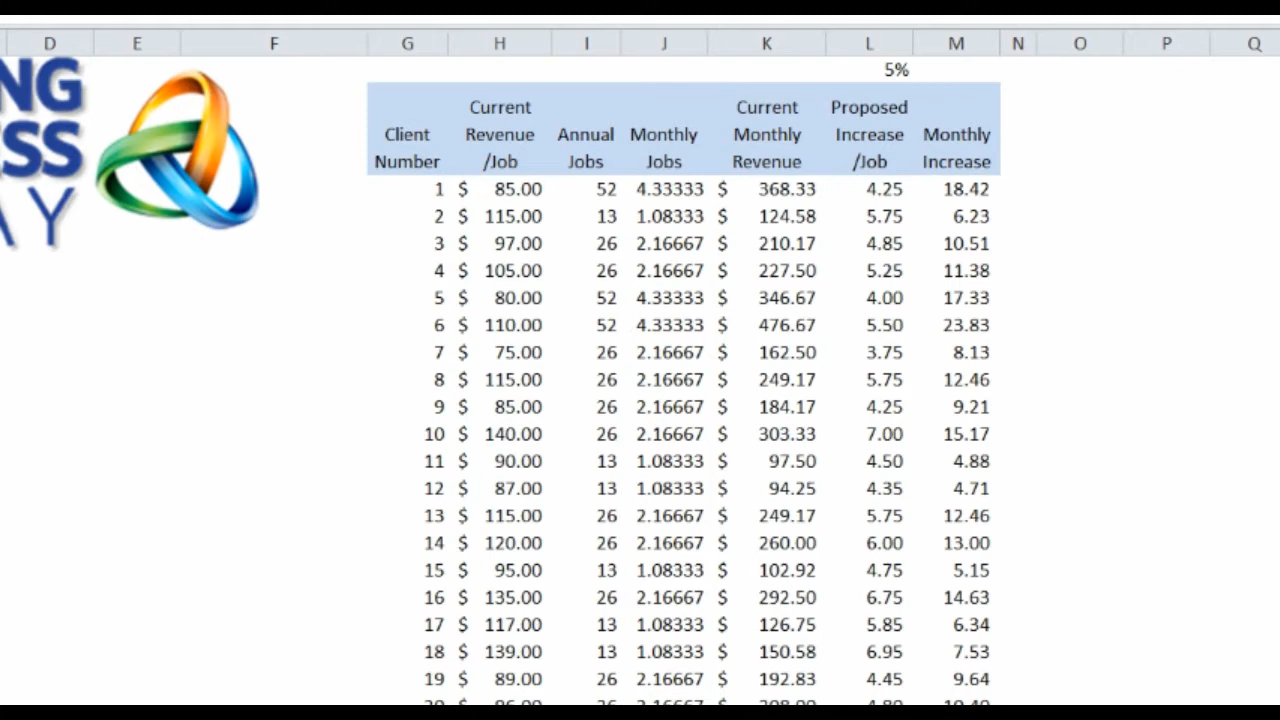 D E F G H I J K L M N O P Q
NG
ESS
AY
5%
Client Number Current Revenue /Job Annual Jobs Monthly Jobs Current Monthly Revenue Proposed Increase /Job Monthly Increase
1 $ 85.00 52 4.33333 $ 368.33 4.25 18.42
2 $ 115.00 13 1.08333 $ 124.58 5.75 6.23
3 $ 97.00 26 2.16667 $ 210.17 4.85 10.51
4 $ 105.00 26 2.16667 $ 227.50 5.25 11.38
5 $ 80.00 52 4.33333 $ 346.67 4.00 17.33
6 $ 110.00 52 4.33333 $ 476.67 5.50 23.83
7 $ 75.00 26 2.16667 $ 162.50 3.75 8.13
8 $ 115.00 26 2.16667 $ 249.17 5.75 12.46
9 $ 85.00 26 2.16667 $ 184.17 4.25 9.21
10 $ 140.00 26 2.16667 $ 303.33 7.00 15.17
11 $ 90.00 13 1.08333 $ 97.50 4.50 4.88
12 $ 87.00 13 1.08333 $ 94.25 4.35 4.71
13 $ 115.00 26 2.16667 $ 249.17 5.75 12.46
14 $ 120.00 26 2.16667 $ 260.00 6.00 13.00
15 $ 95.00 13 1.08333 $ 102.92 4.75 5.15
16 $ 135.00 26 2.16667 $ 292.50 6.75 14.63
17 $ 117.00 13 1.08333 $ 126.75 5.85 6.34
18 $ 139.00 13 1.08333 $ 150.58 6.95 7.53
19 $ 89.00 26 2.16667 $ 192.83 4.45 9.64